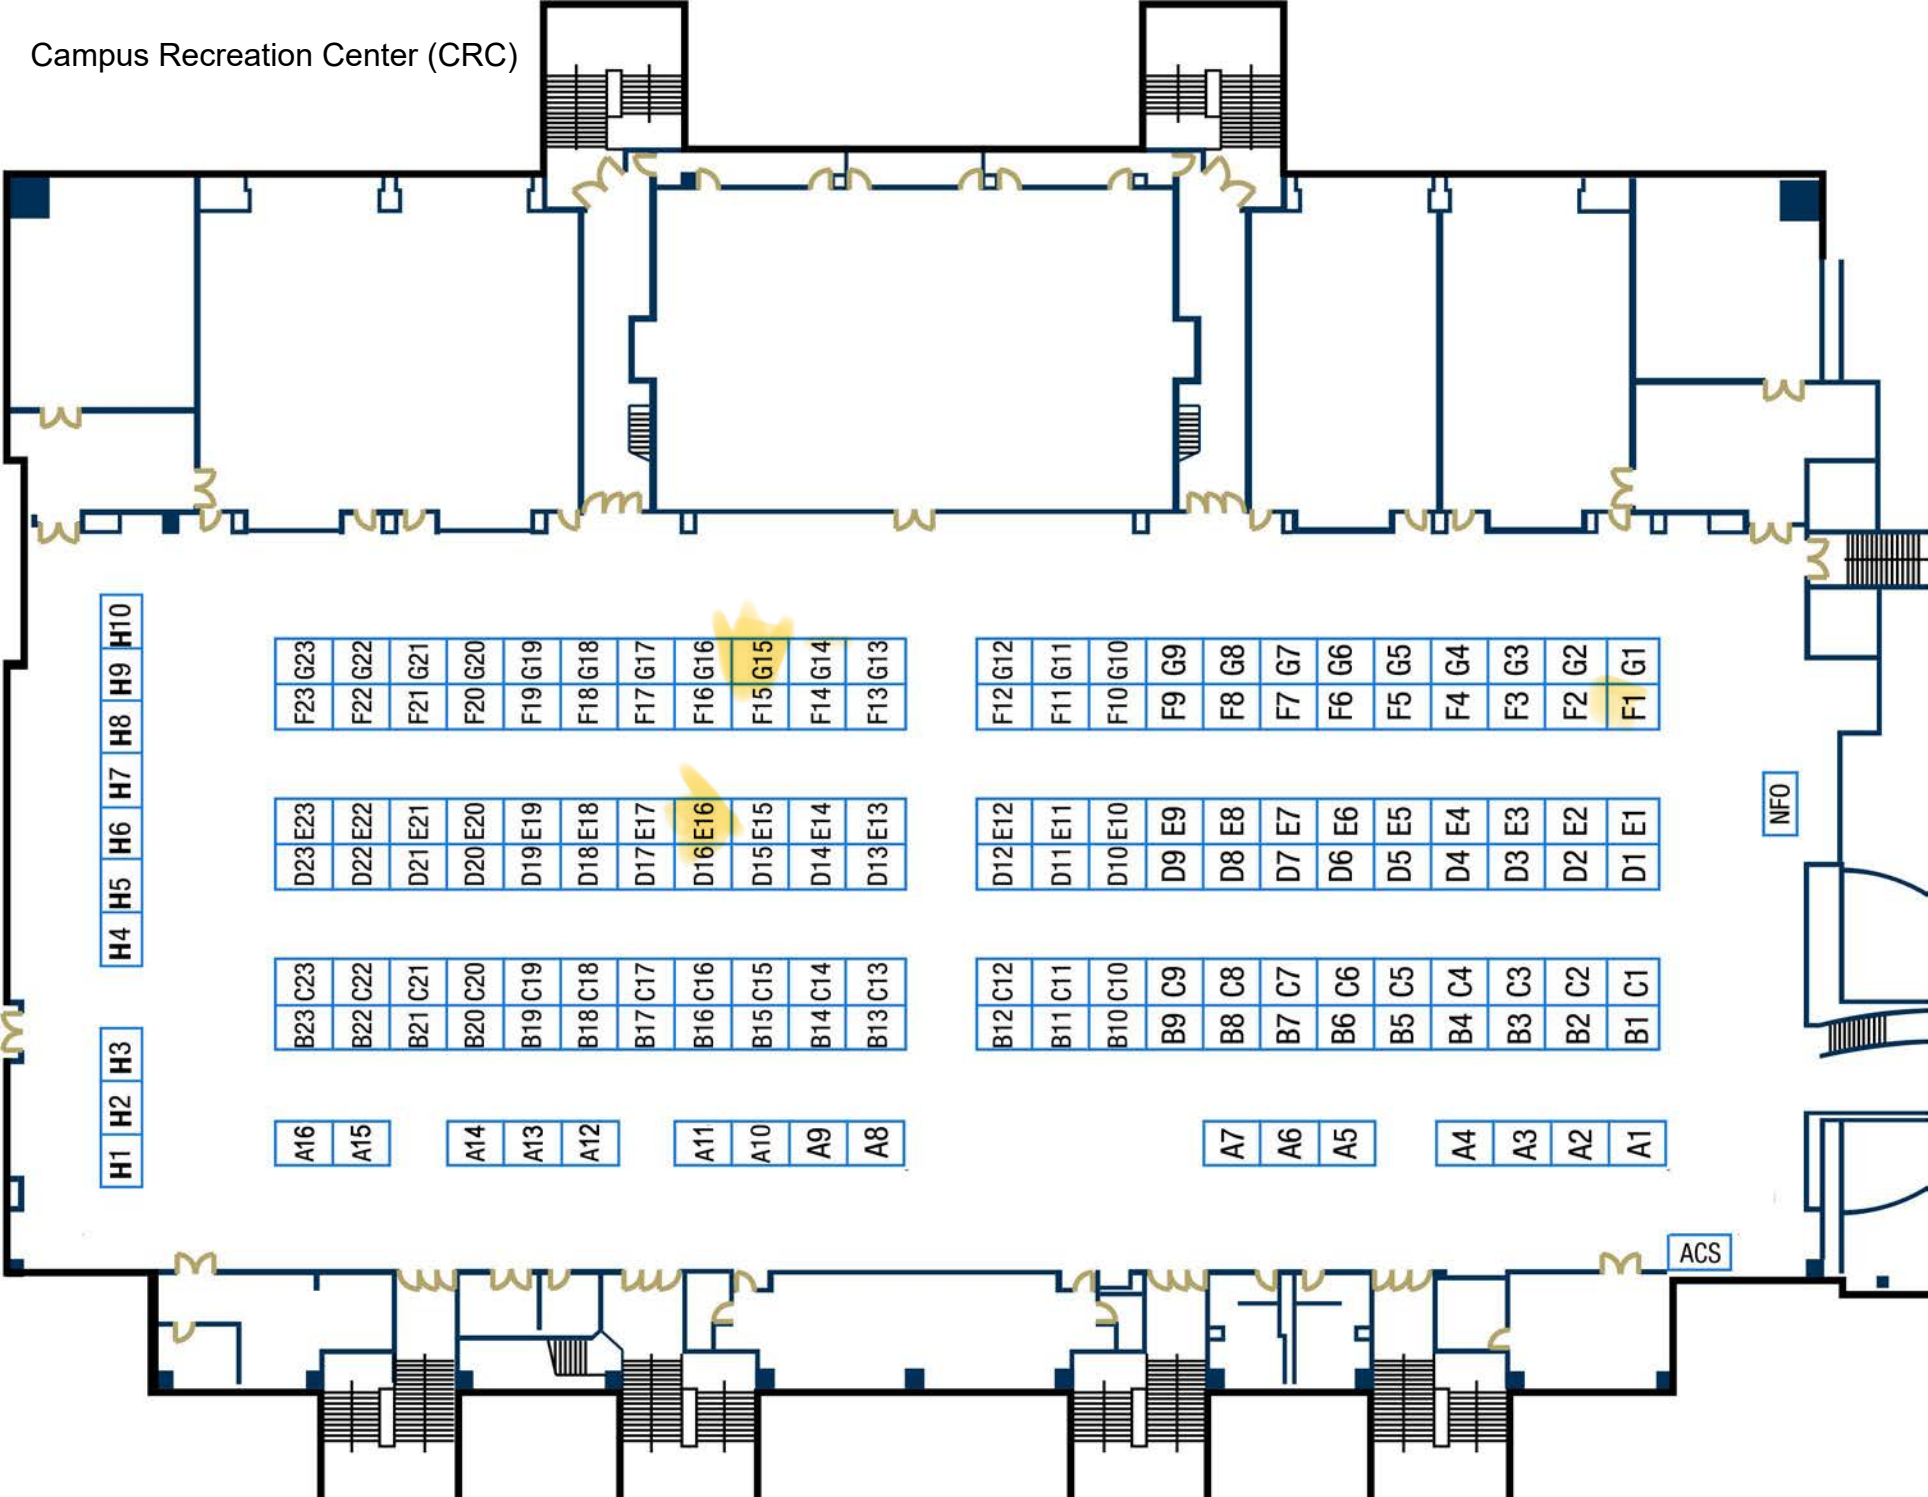 Campus Recreation Center (CRC)
H10
H9
H8
H7
H6
H5
H4
H3
H2
H1
G23 G22 G21 G20 G19 G18 G17 G16 G15 G14 G13 G12 G11 G10 G9 G8 G7 G6 G5 G4 G3 G2 G1
F23 F22 F21 F20 F19 F18 F17 F16 F15 F14 F13 F12 F11 F10 F9 F8 F7 F6 F5 F4 F3 F2 F1
E23 E22 E21 E20 E19 E18 E17 E16 E15 E14 E13 E12 E11 E10 E9 E8 E7 E6 E5 E4 E3 E2 E1
D23 D22 D21 D20 D19 D18 D17 D16 D15 D14 D13 D12 D11 D10 D9 D8 D7 D6 D5 D4 D3 D2 D1
C23 C22 C21 C20 C19 C18 C17 C16 C15 C14 C13 C12 C11 C10 C9 C8 C7 C6 C5 C4 C3 C2 C1
B23 B22 B21 B20 B19 B18 B17 B16 B15 B14 B13 B12 B11 B10 B9 B8 B7 B6 B5 B4 B3 B2 B1
A16 A15 A14 A13 A12 A11 A10 A9 A8 A7 A6 A5 A4 A3 A2 A1
NFO
ACS